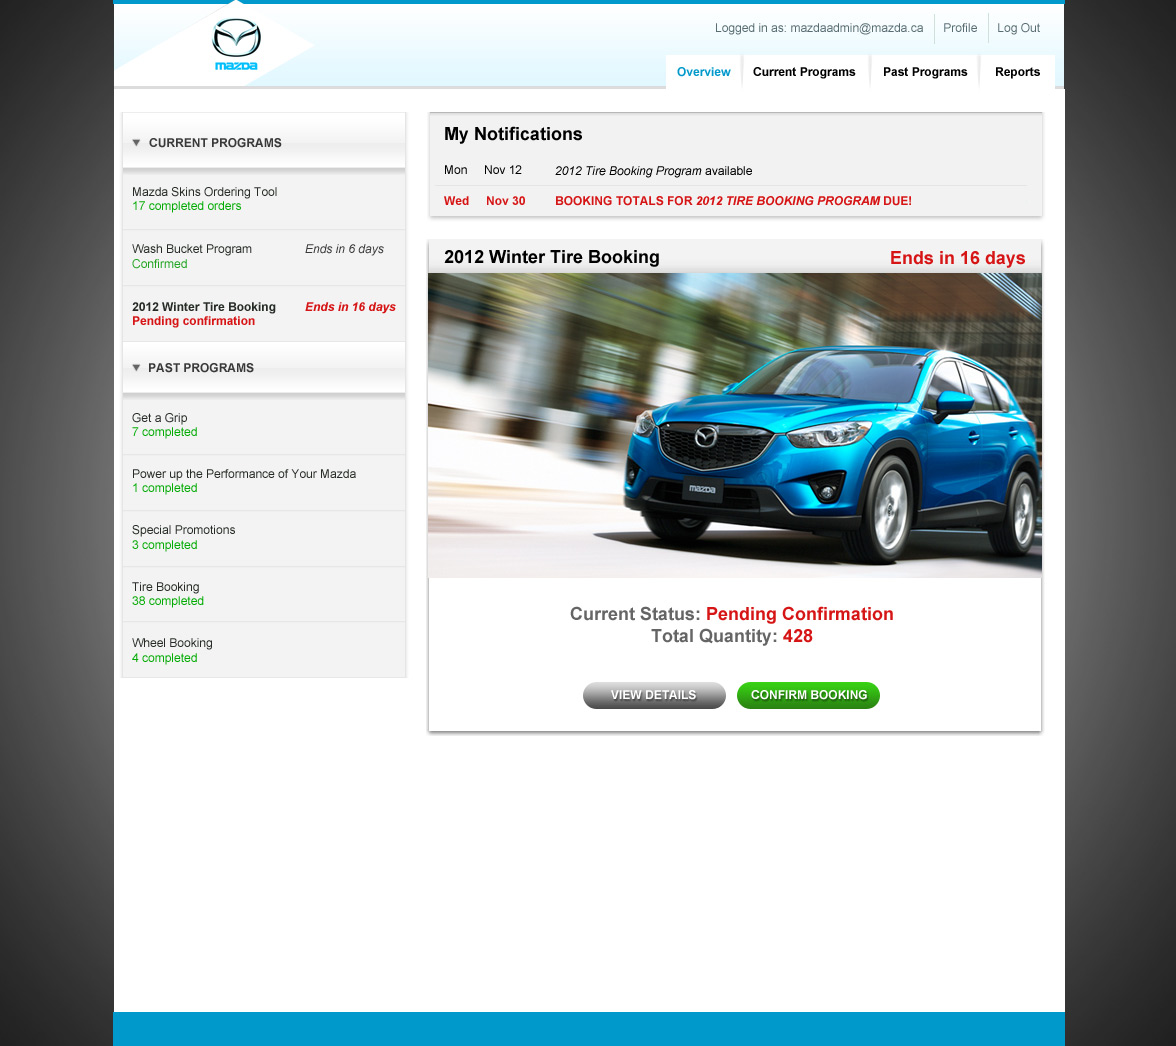 Logged in as: mazdaadmin@mazda.ca
Profile
Log Out
mazda
Overview
Current Programs
Past Programs
Reports
CURRENT PROGRAMS
Mazda Skins Ordering Tool
17 completed orders
Wash Bucket Program Ends in 6 days
Confirmed
2012 Winter Tire Booking Ends in 16 days
Pending confirmation
PAST PROGRAMS
Get a Grip
7 completed
Power up the Performance of Your Mazda
1 completed
Special Promotions
3 completed
Tire Booking
38 completed
Wheel Booking
4 completed
My Notifications
Mon Nov 12 2012 Tire Booking Program available
Wed Nov 30 BOOKING TOTALS FOR 2012 TIRE BOOKING PROGRAM DUE!
2012 Winter Tire Booking Ends in 16 days
mazda
Current Status: Pending Confirmation
Total Quantity: 428
VIEW DETAILS
CONFIRM BOOKING